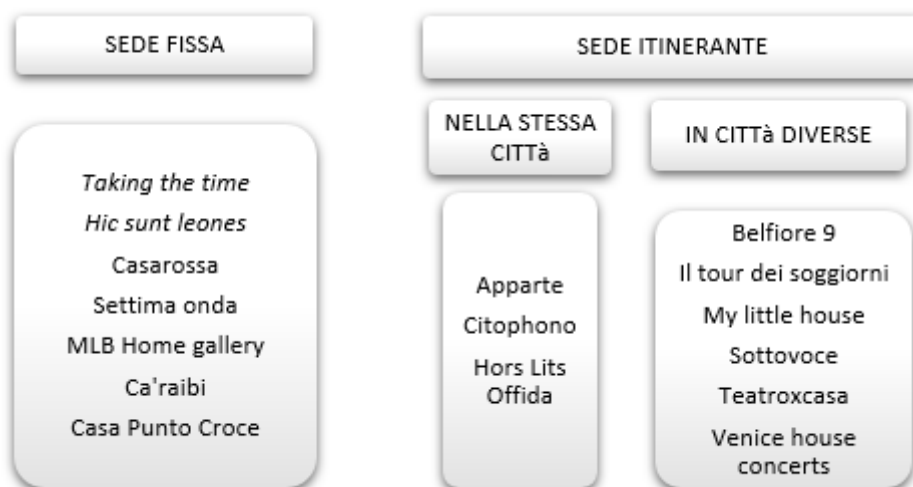 SEDE FISSA
SEDE ITINERANTE
NELLA STESSA
CITTà
IN CITTà DIVERSE
Taking the time
Hic sunt leones
Casarossa
Settima onda
MLB Home gallery
Ca'raibi
Casa Punto Croce
Apparte
Citophono
Hors Lits
Offida
Belfiore 9
Il tour dei soggiorni
My little house
Sottovoce
Teatroxcasa
Venice house
concerts